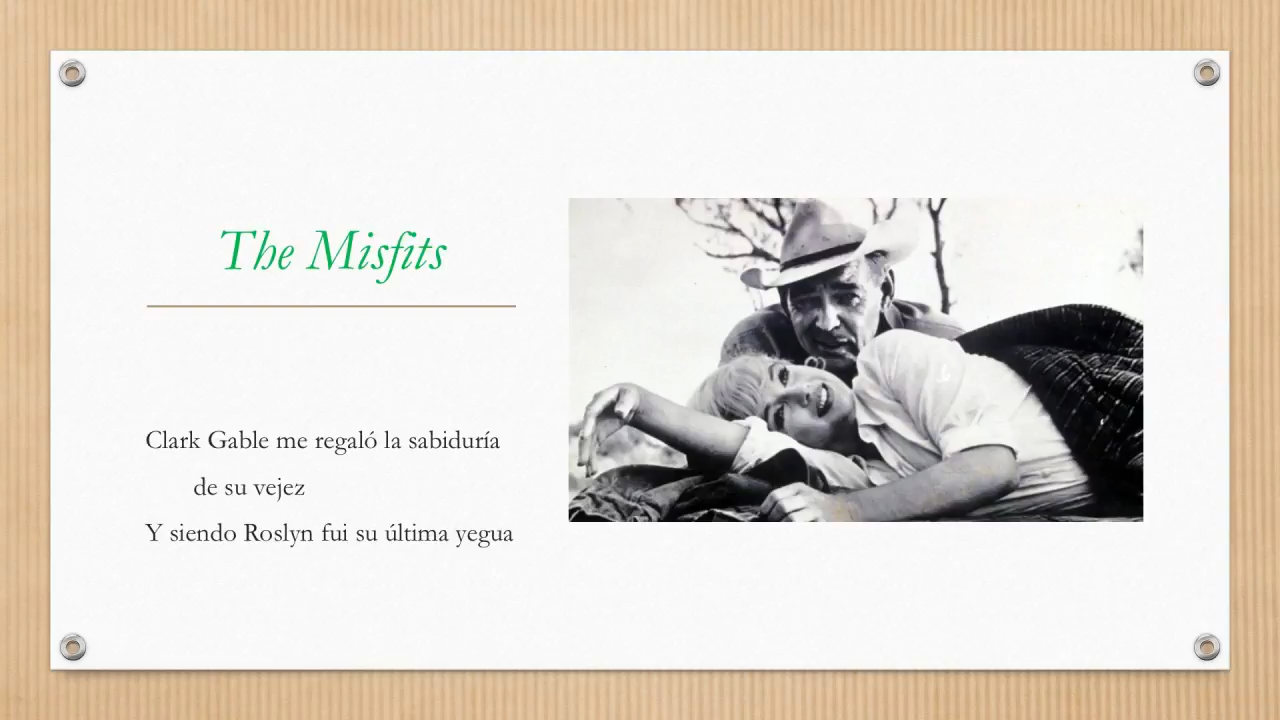 The Misfits
Clark Gable me regaló la sabiduría
de su vejez
Y siendo Roslyn fui su última yegua